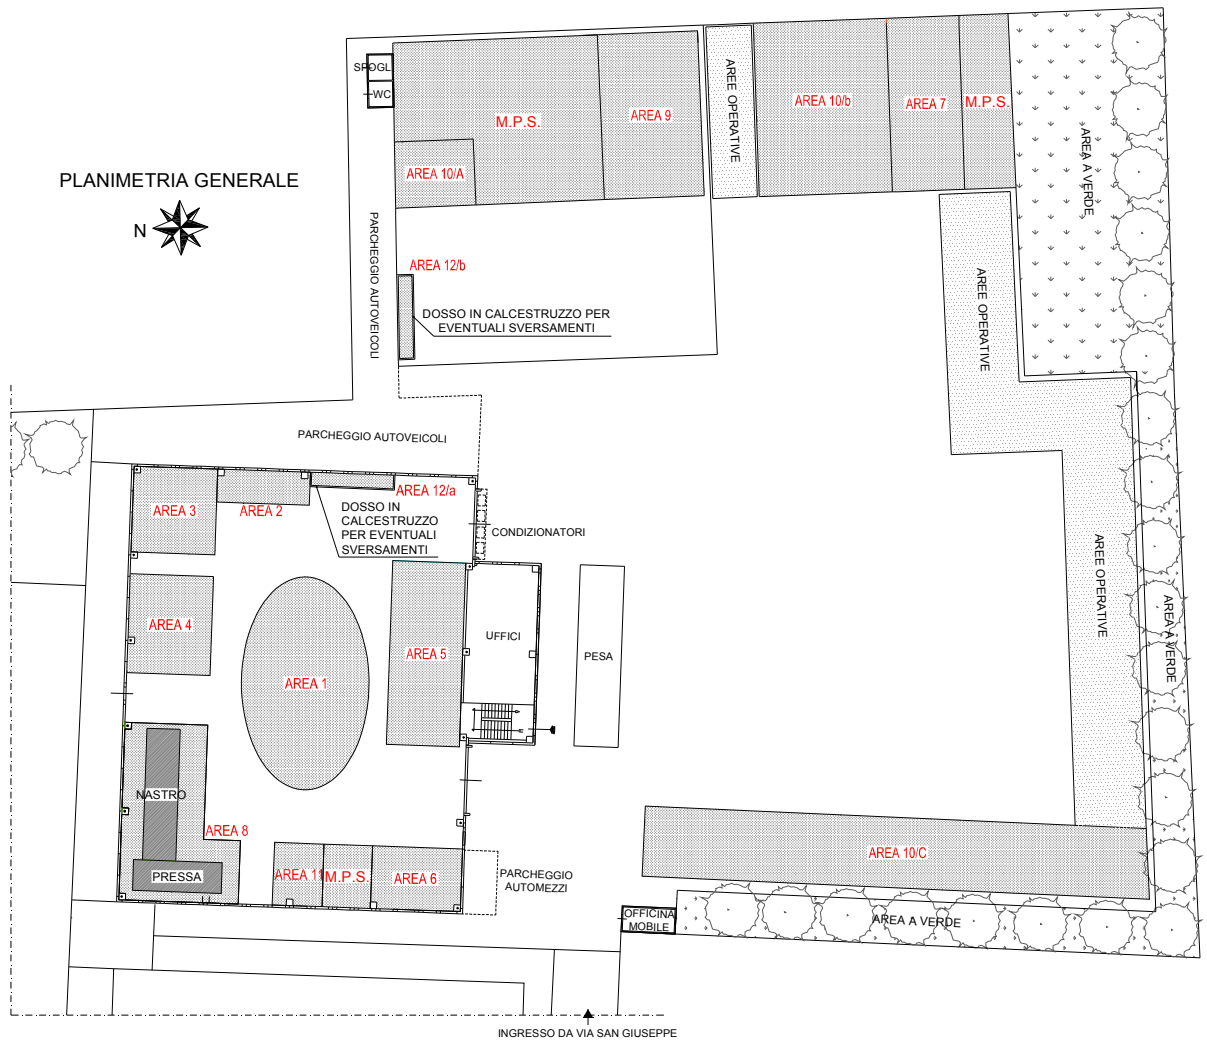 SPOGL.
WC
M.P.S.
AREA 9
AREE OPERATIVE
AREA 10/b
AREA 7
M.P.S.
AREA A VERDE
AREA 10/A
PLANIMETRIA GENERALE
N
PARCHEGGIO AUTOVEICOLI
AREA 12/b
DOSSO IN CALCESTRUZZO PER
EVENTUALI SVERSAMENTI
AREE OPERATIVE
PARCHEGGIO AUTOVEICOLI
AREA 3
AREA 2
AREA 12/a
DOSSO IN
CALCESTRUZZO
PER EVENTUALI
SVERSAMENTI
CONDIZIONATORI
AREE OPERATIVE
AREA 4
AREA 1
AREA 5
UFFICI
PESA
AREA A VERDE
NASTRO
AREA 8
PRESSA
AREA 11
M.P.S.
AREA 6
PARCHEGGIO
AUTOMEZZI
AREA 10/C
OFFICINA
MOBILE
AREA A VERDE
INGRESSO DA VIA SAN GIUSEPPE